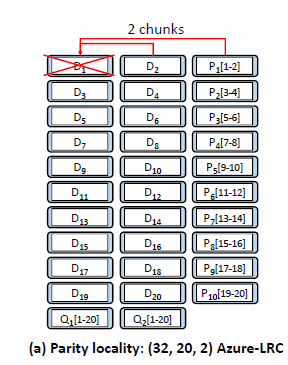 2 chunks
D1 D2 P1[1-2]
D3 D4 P2[3-4]
D5 D6 P3[5-6]
D7 D8 P4[7-8]
D9 D10 P5[9-10]
D11 D12 P6[11-12]
D13 D14 P7[13-14]
D15 D16 P8[15-16]
D17 D18 P9[17-18]
D19 D20 P10[19-20]
Q1[1-20] Q2[1-20]
(a) Parity locality: (32, 20, 2) Azure-LRC